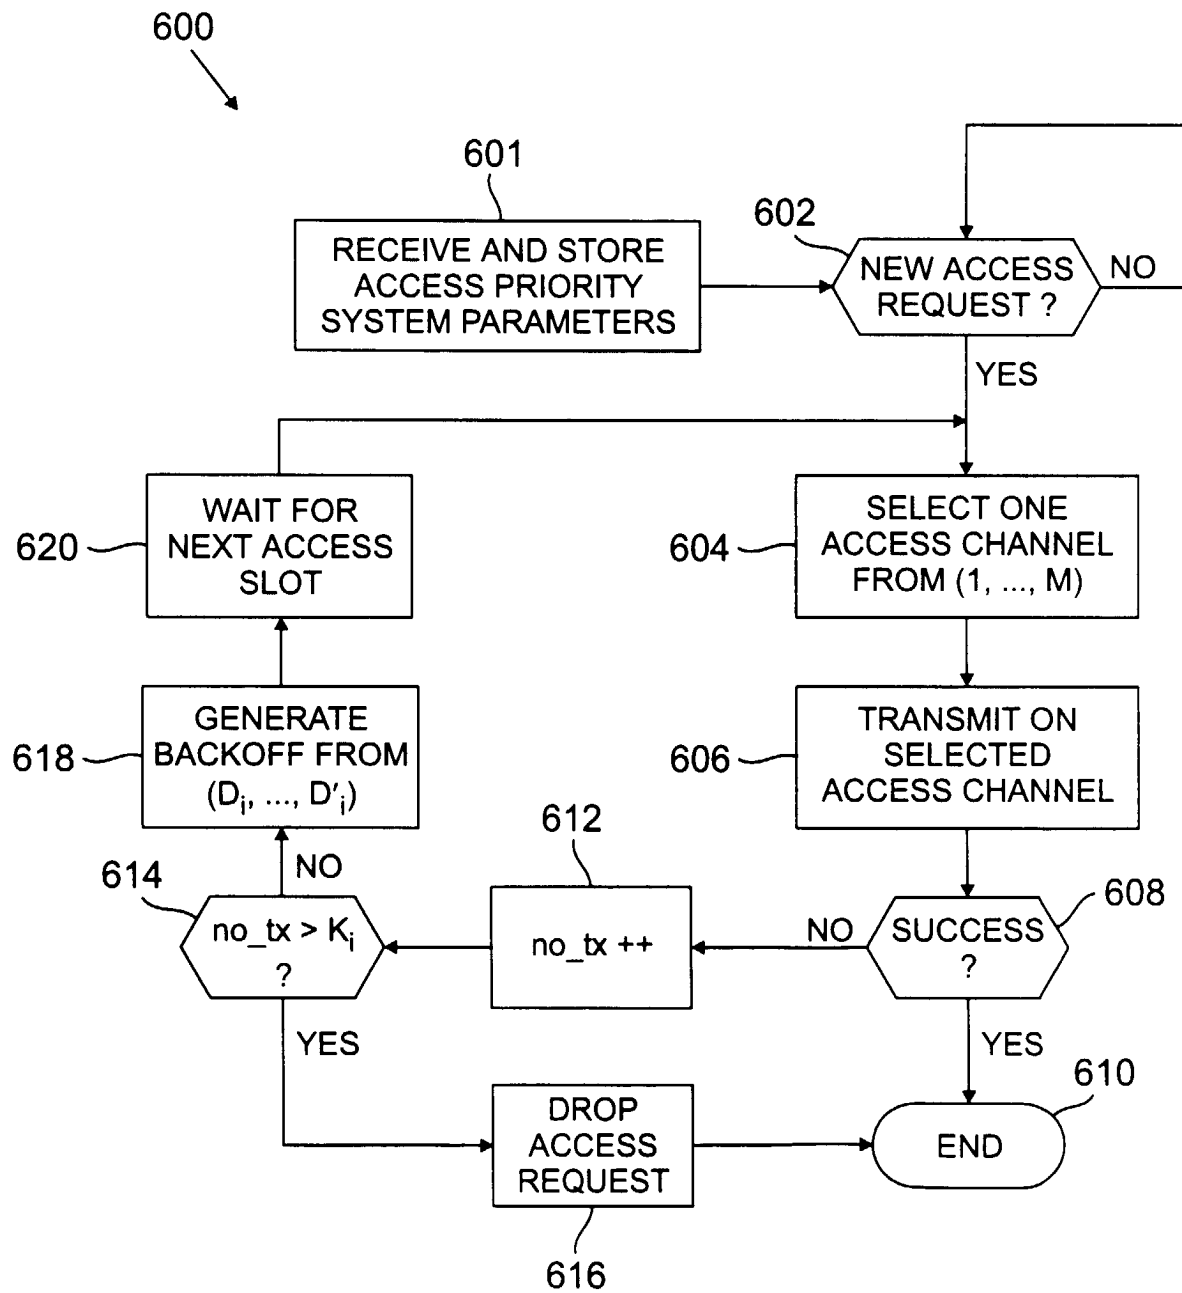 600
601
RECEIVE AND STORE
ACCESS PRIORITY
SYSTEM PARAMETERS
602
NEW ACCESS
REQUEST ?
NO
YES
620
WAIT FOR
NEXT ACCESS
SLOT
604
SELECT ONE
ACCESS CHANNEL
FROM (1, ..., M)
618
GENERATE
BACKOFF FROM
(Di, ..., D'i)
606
TRANSMIT ON
SELECTED
ACCESS CHANNEL
614
NO
no_tx > Ki
?
YES
612
no_tx ++
NO
608
SUCCESS
?
YES
DROP
ACCESS
REQUEST
616
610
END